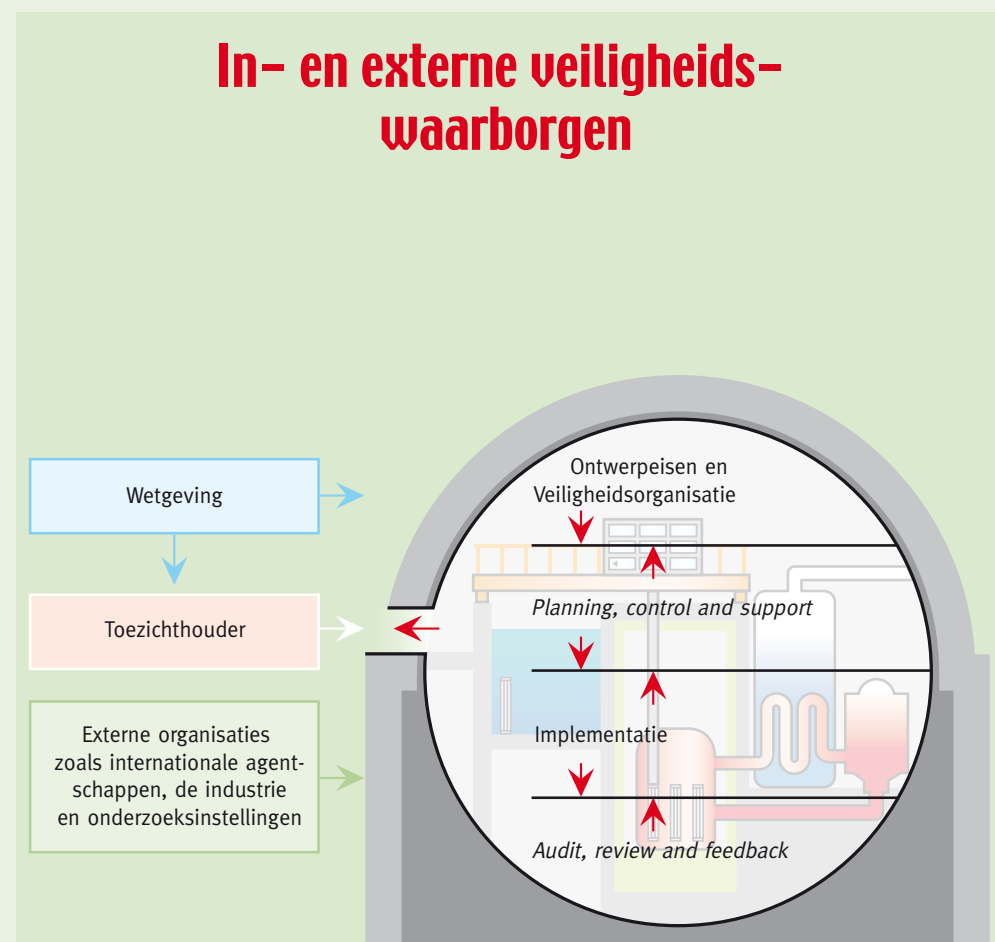 In- en externe veiligheids-
waarborgen
Wetgeving
Toezichthouder
Externe organisaties
zoals internationale agent-
schappen, de industrie
en onderzoeksinstellingen
Ontwerpeisen en
Veiligheidsorganisatie
Planning, control and support
Implementatie
Audit, review and feedback